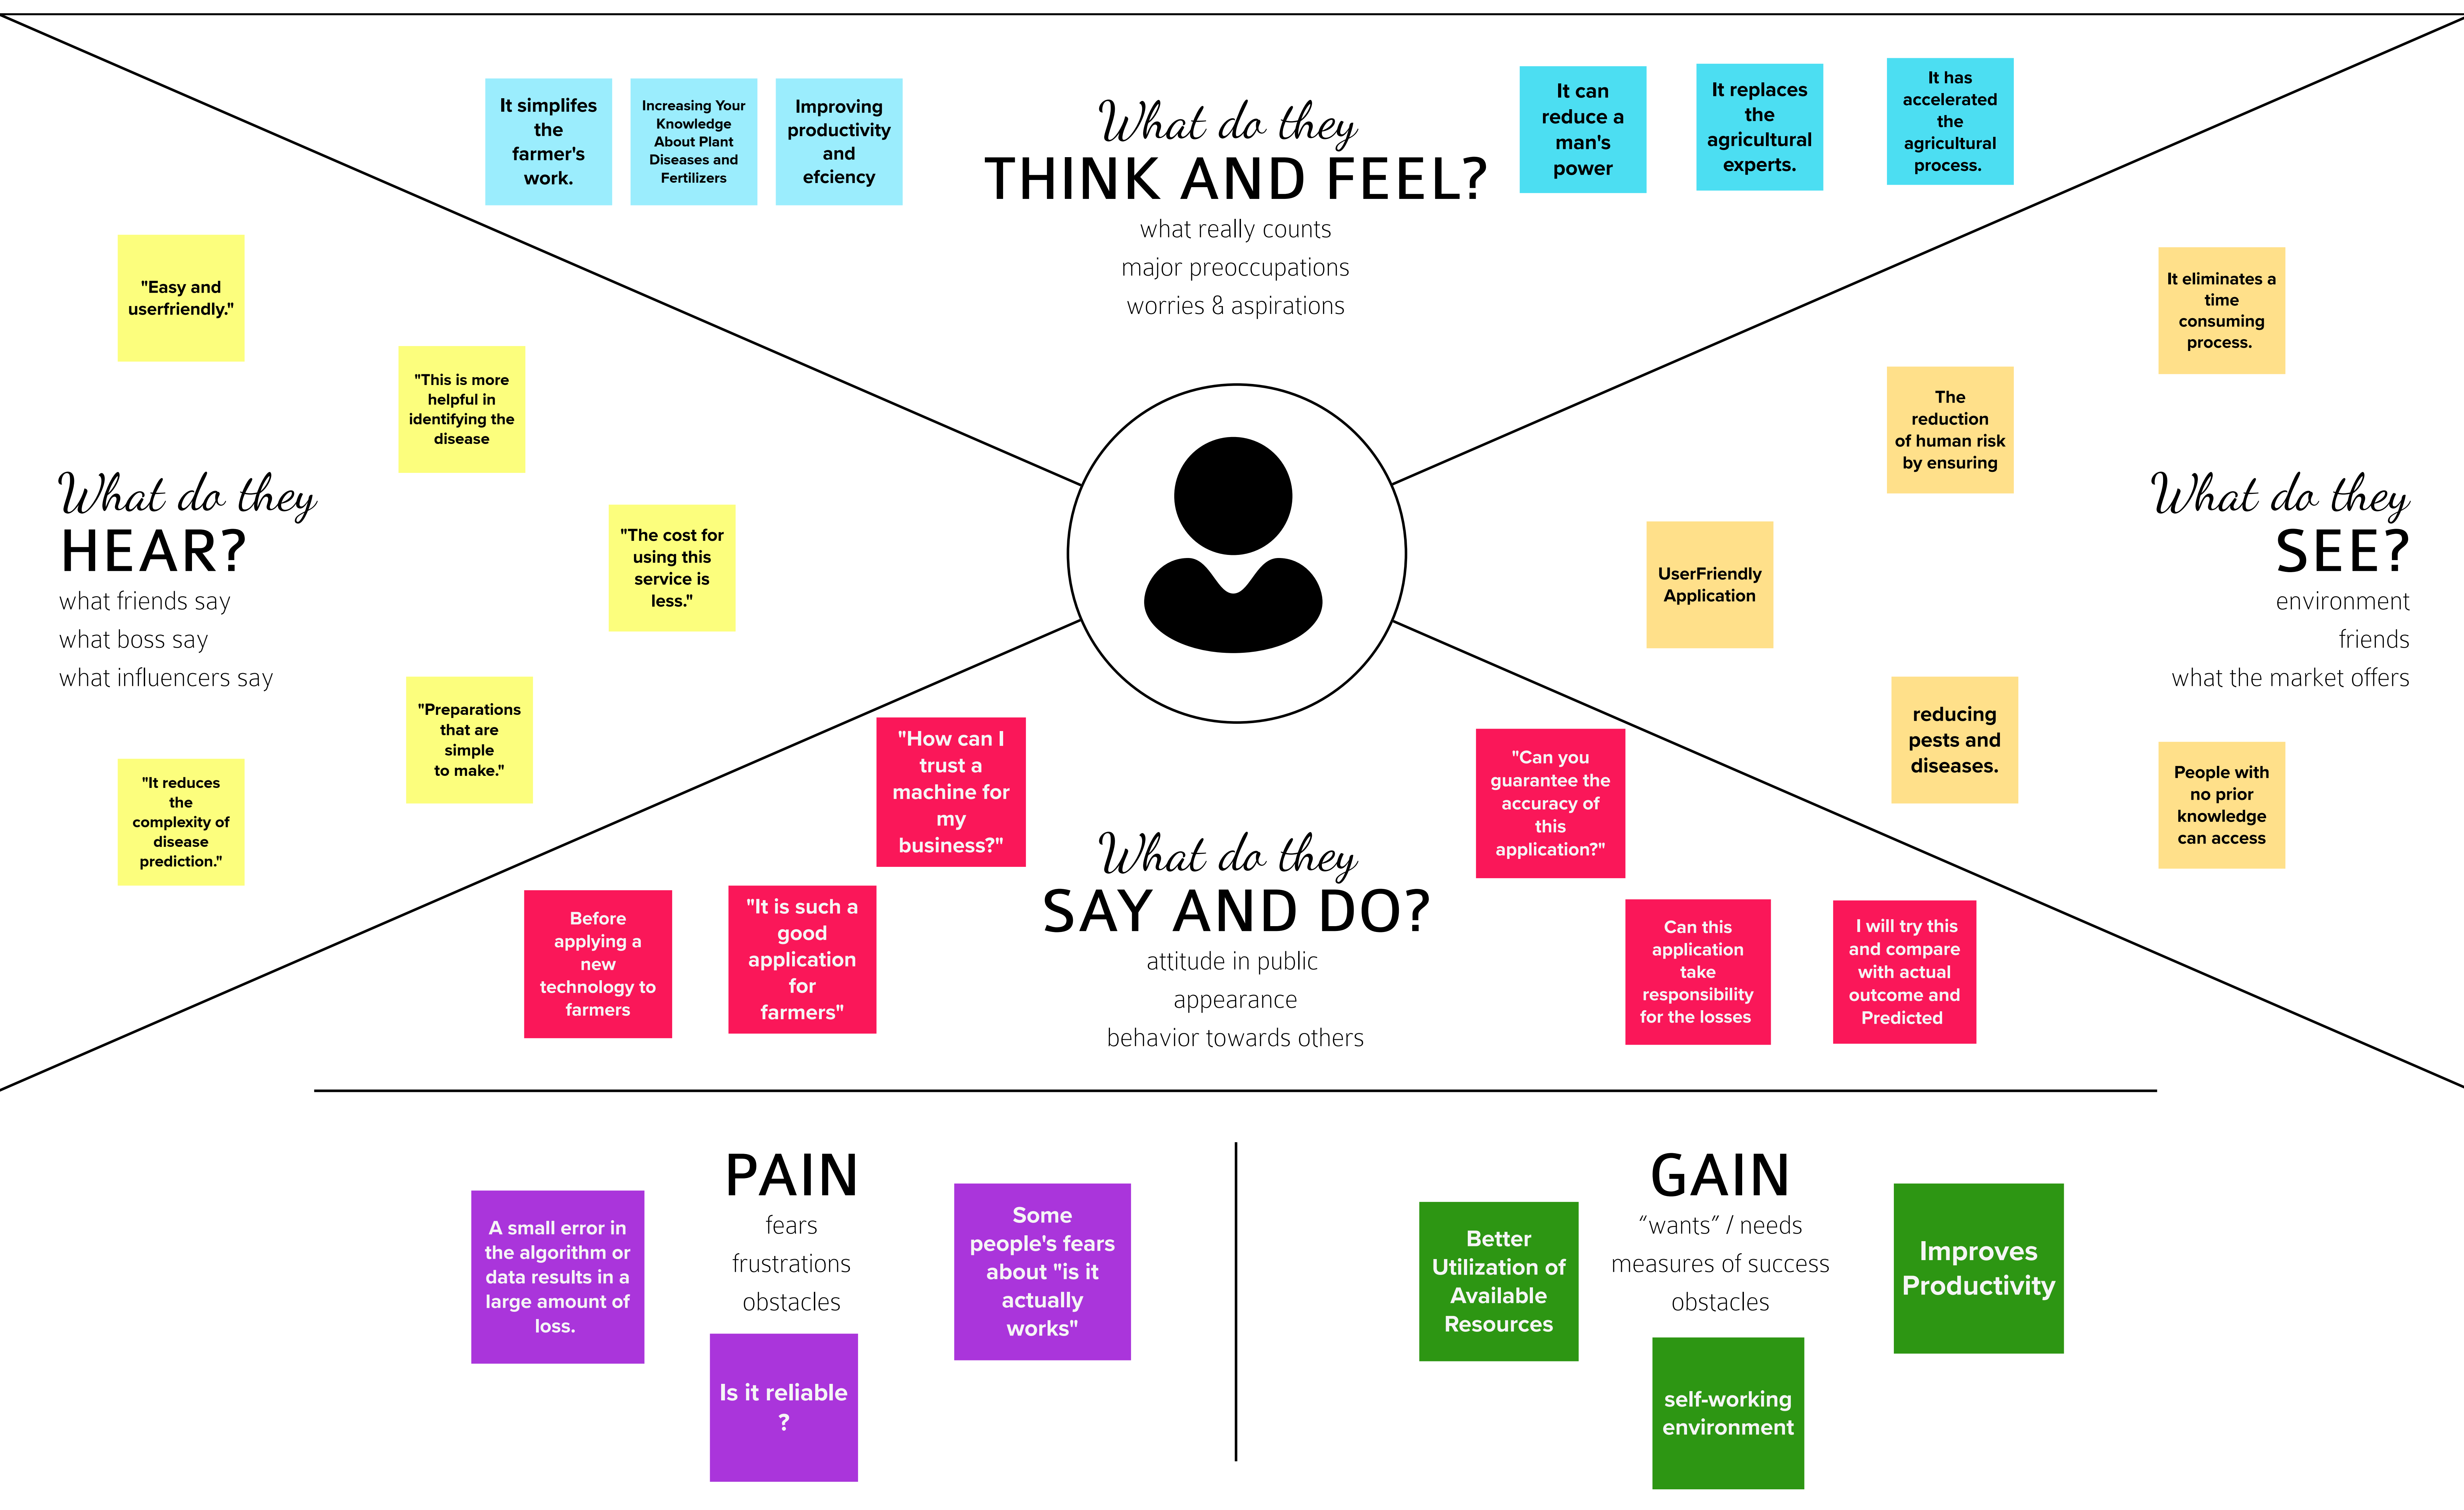 What do they
THINK AND FEEL?
what really counts
major preoccupations
worries & aspirations
It simplifes
the
farmer's
work.
Increasing Your
Knowledge
About Plant
Diseases and
Fertilizers
Improving
productivity
and
efciency
It can
reduce a
man's
power
It replaces
the
agricultural
experts.
It has
accelerated
the
agricultural
process.
What do they
HEAR?
what friends say
what boss say
what influencers say
"Easy and
userfriendly."
"This is more
helpful in
identifying the
disease
"The cost for
using this
service is
less."
"Preparations
that are
simple
to make."
"It reduces
the
complexity of
disease
prediction."
What do they
SEE?
environment
friends
what the market offers
It eliminates a
time
consuming
process.
The
reduction
of human risk
by ensuring
UserFriendly
Application
reducing
pests and
diseases.
People with
no prior
knowledge
can access
What do they
SAY AND DO?
attitude in public
appearance
behavior towards others
"How can I
trust a
machine for
my
business?"
Before
applying a
new
technology to
farmers
"It is such a
good
application
for
farmers"
"Can you
guarantee the
accuracy of
this
application?"
Can this
application
take
responsibility
for the losses
I will try this
and compare
with actual
outcome and
Predicted
PAIN
fears
frustrations
obstacles
A small error in
the algorithm or
data results in a
large amount of
loss.
Is it reliable
?
Some
people's fears
about "is it
actually
works"
GAIN
“wants” / needs
measures of success
obstacles
Better
Utilization of
Available
Resources
self-working
environment
Improves
Productivity